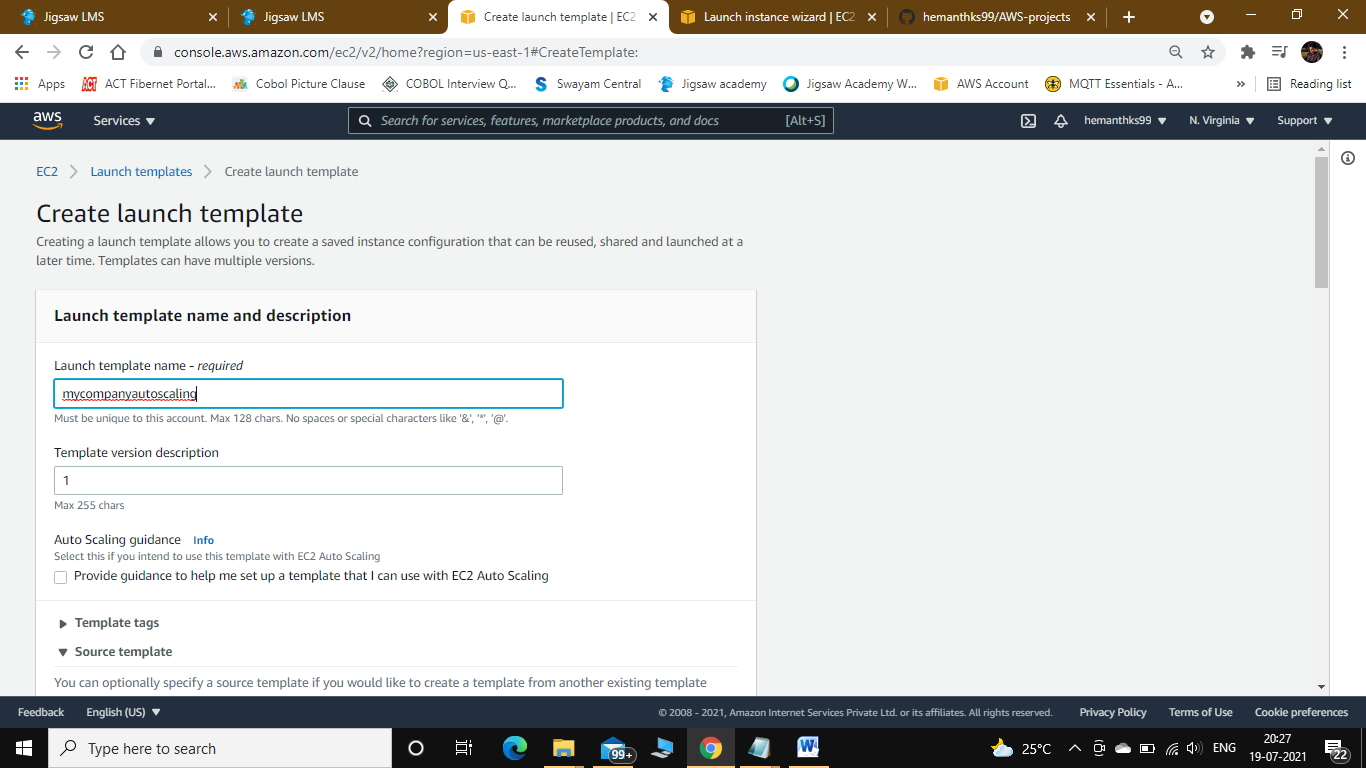 Jigsaw LMS
Jigsaw LMS
Create launch template | EC2
Launch instance wizard | EC2
hemanthks99/AWS-projects
console.aws.amazon.com/ec2/v2/home?region=us-east-1#CreateTemplate:
Apps
ACT Fibernet Portal...
Cobol Picture Clause
COBOL Interview Q...
Swayam Central
Jigsaw academy
Jigsaw Academy W...
AWS Account
MQTT Essentials - A...
»
Reading list
aws
Services
Search for services, features, marketplace products, and docs
[Alt+S]
hemanthks99
N. Virginia
Support
EC2
Launch templates
Create launch template
Create launch template
Creating a launch template allows you to create a saved instance configuration that can be reused, shared and launched at a
later time. Templates can have multiple versions.
Launch template name and description
Launch template name - required
mycompanyautoscaling
Must be unique to this account. Max 128 chars. No spaces or special characters like '&', '*', '@'.
Template version description
1
Max 255 chars
Auto Scaling guidance Info
Select this if you intend to use this template with EC2 Auto Scaling
Provide guidance to help me set up a template that I can use with EC2 Auto Scaling
Template tags
Source template
You can optionally specify a source template if you would like to create a template from another existing template
Feedback
English (US)
© 2008 - 2021, Amazon Internet Services Private Ltd. or its affiliates. All rights reserved.
Privacy Policy
Terms of Use
Cookie preferences
Type here to search
99+
25°C
ENG
20:27
19-07-2021
22